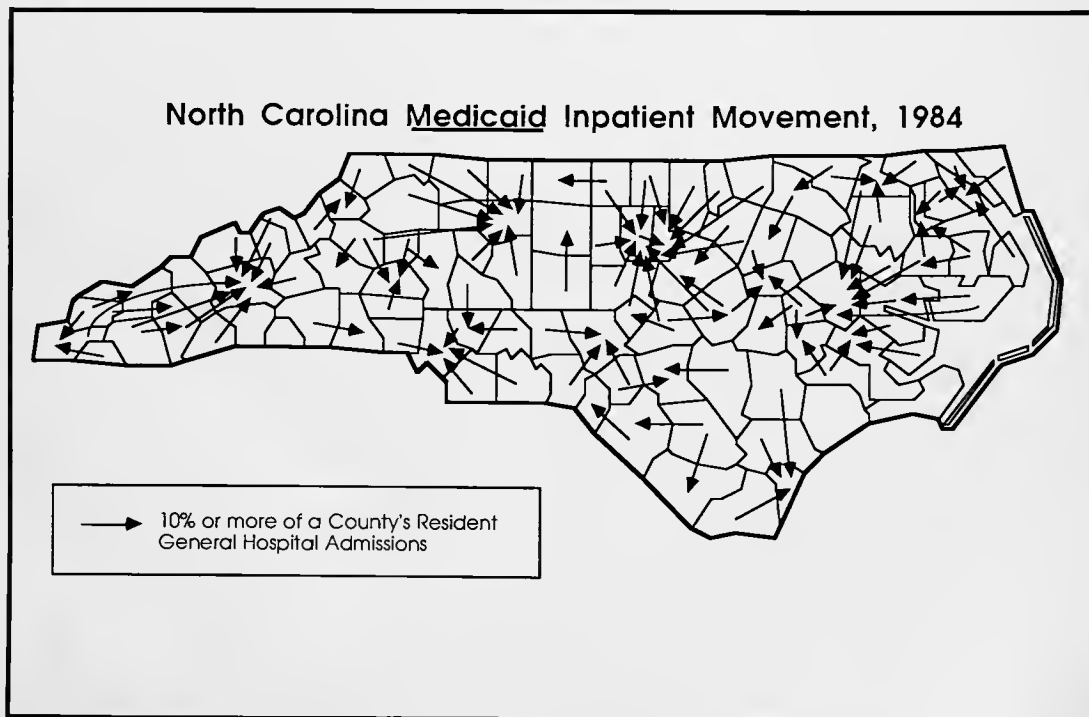 North Carolina Medicaid Inpatient Movement, 1984
10% or more of a County's Resident
General Hospital Admissions